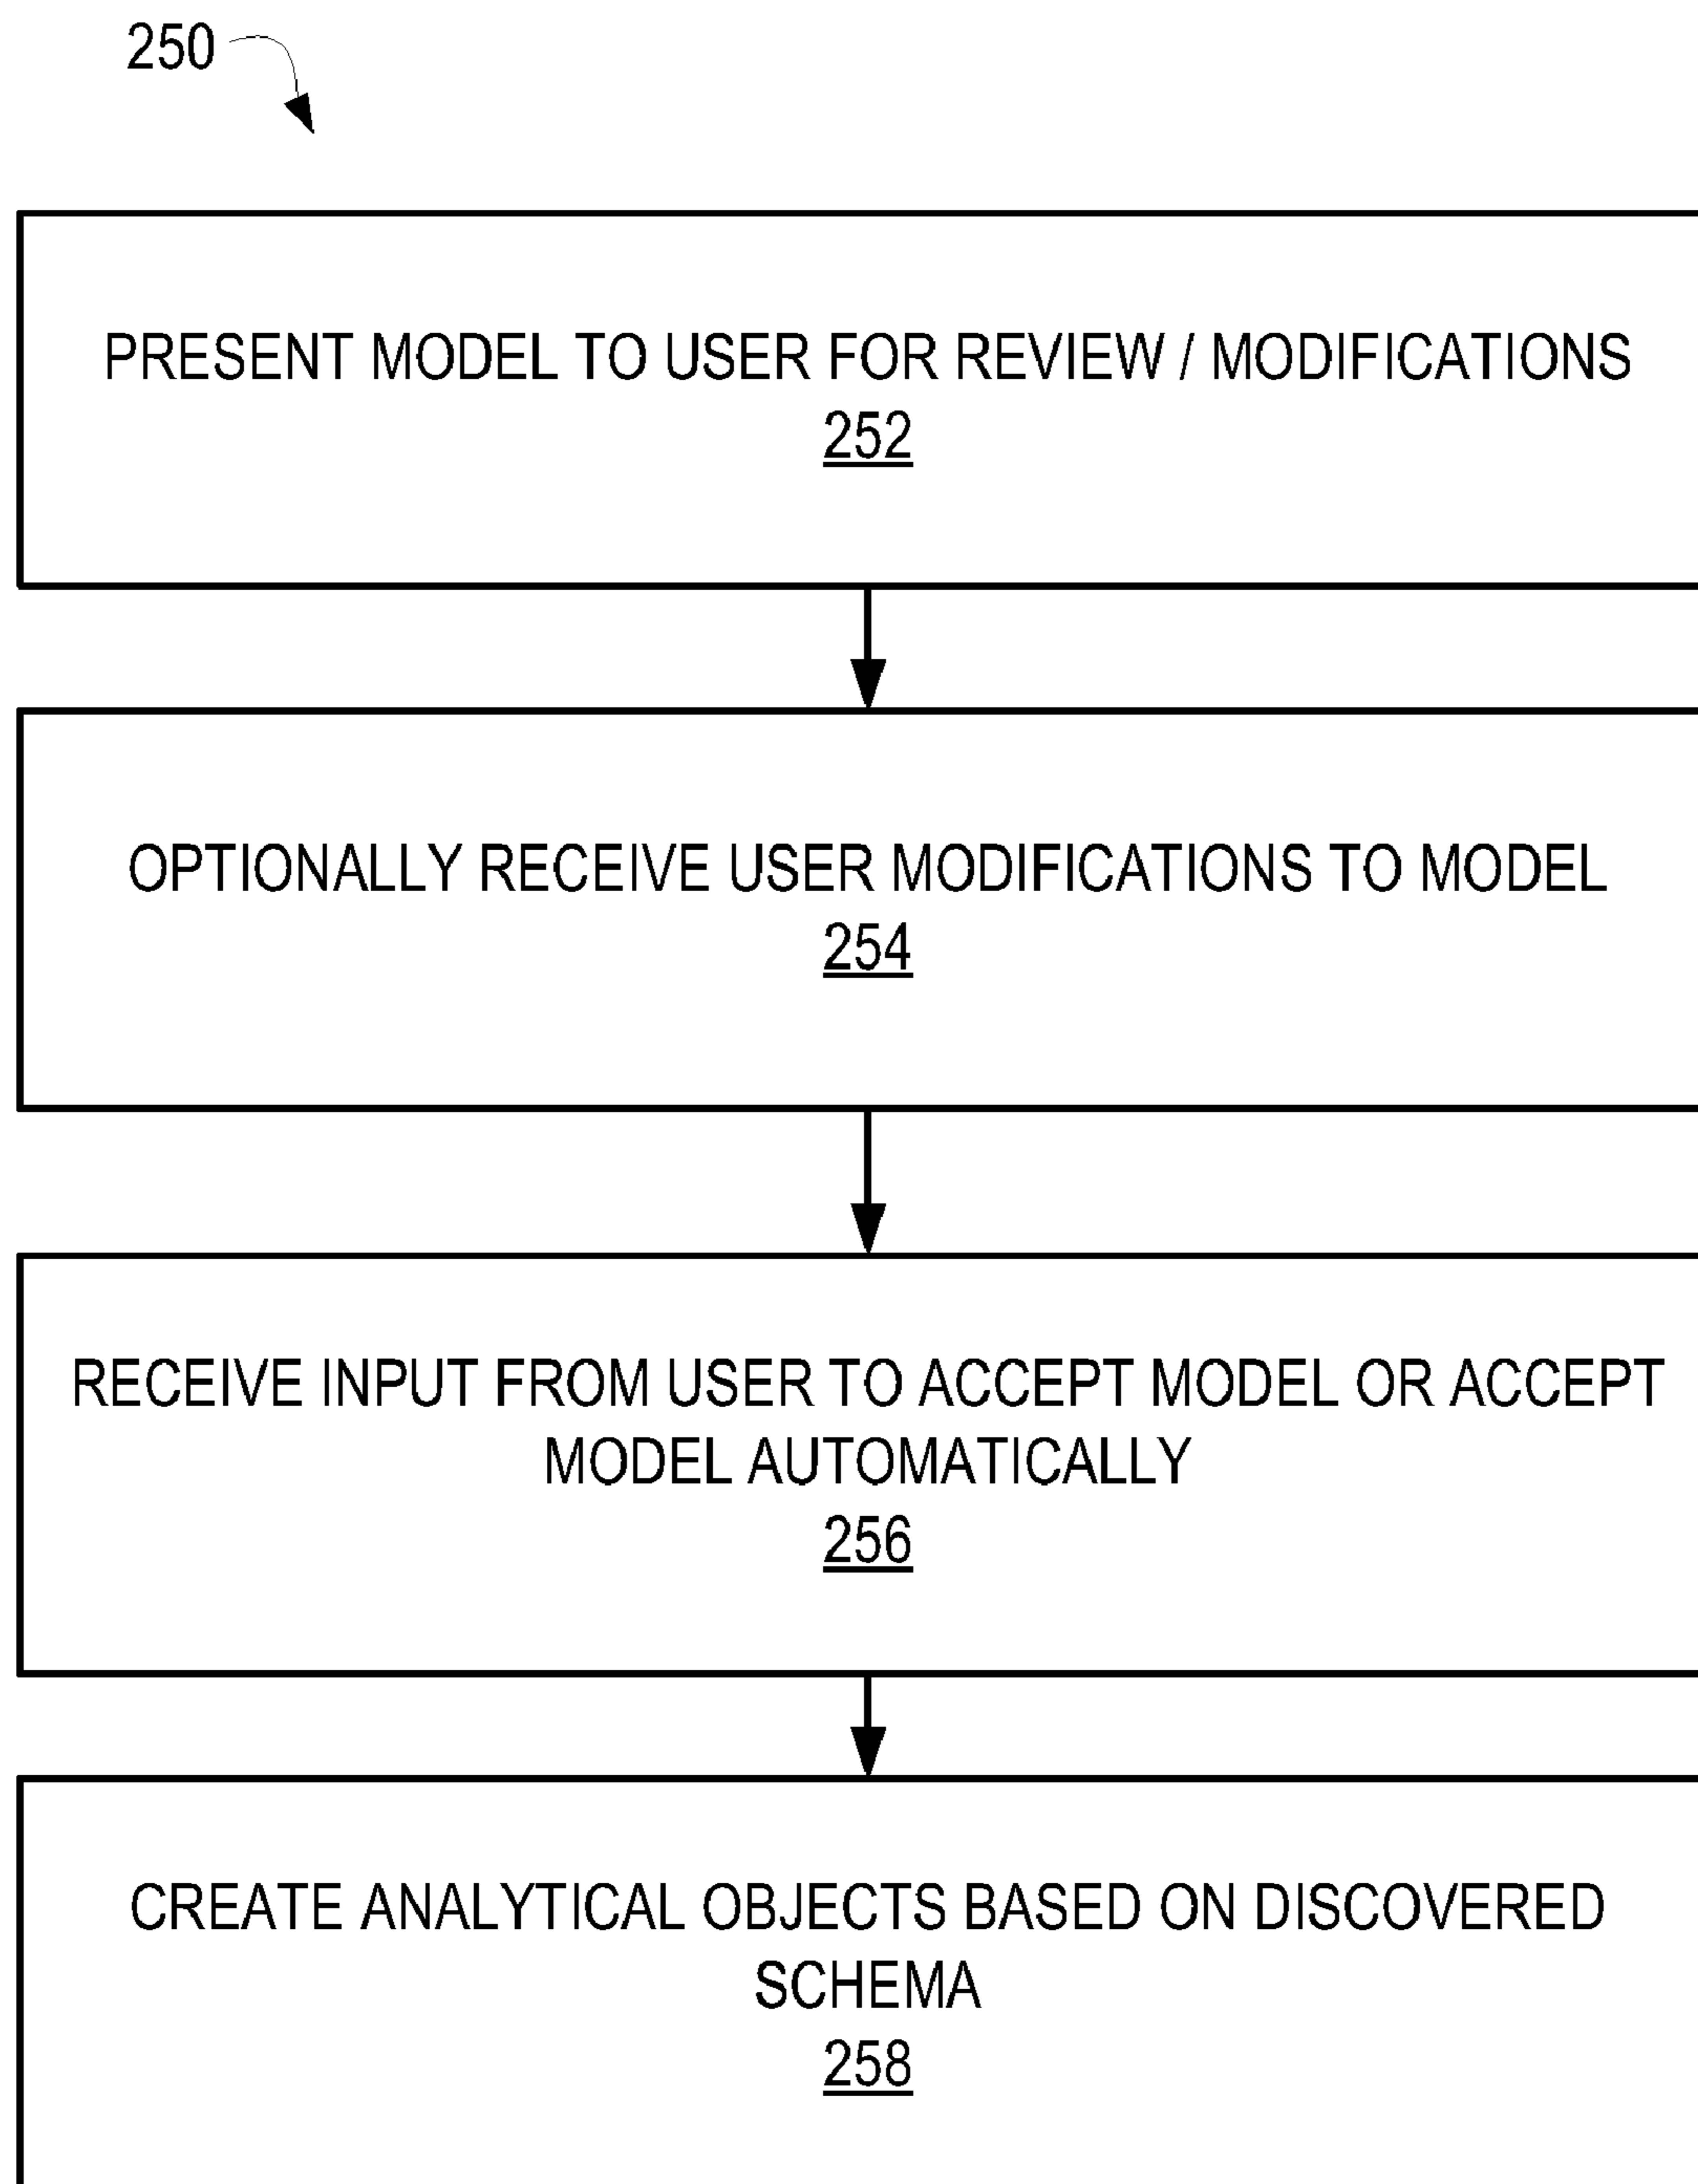 250
PRESENT MODEL TO USER FOR REVIEW / MODIFICATIONS
252
OPTIONALLY RECEIVE USER MODIFICATIONS TO MODEL
254
RECEIVE INPUT FROM USER TO ACCEPT MODEL OR ACCEPT
MODEL AUTOMATICALLY
256
CREATE ANALYTICAL OBJECTS BASED ON DISCOVERED
SCHEMA
258